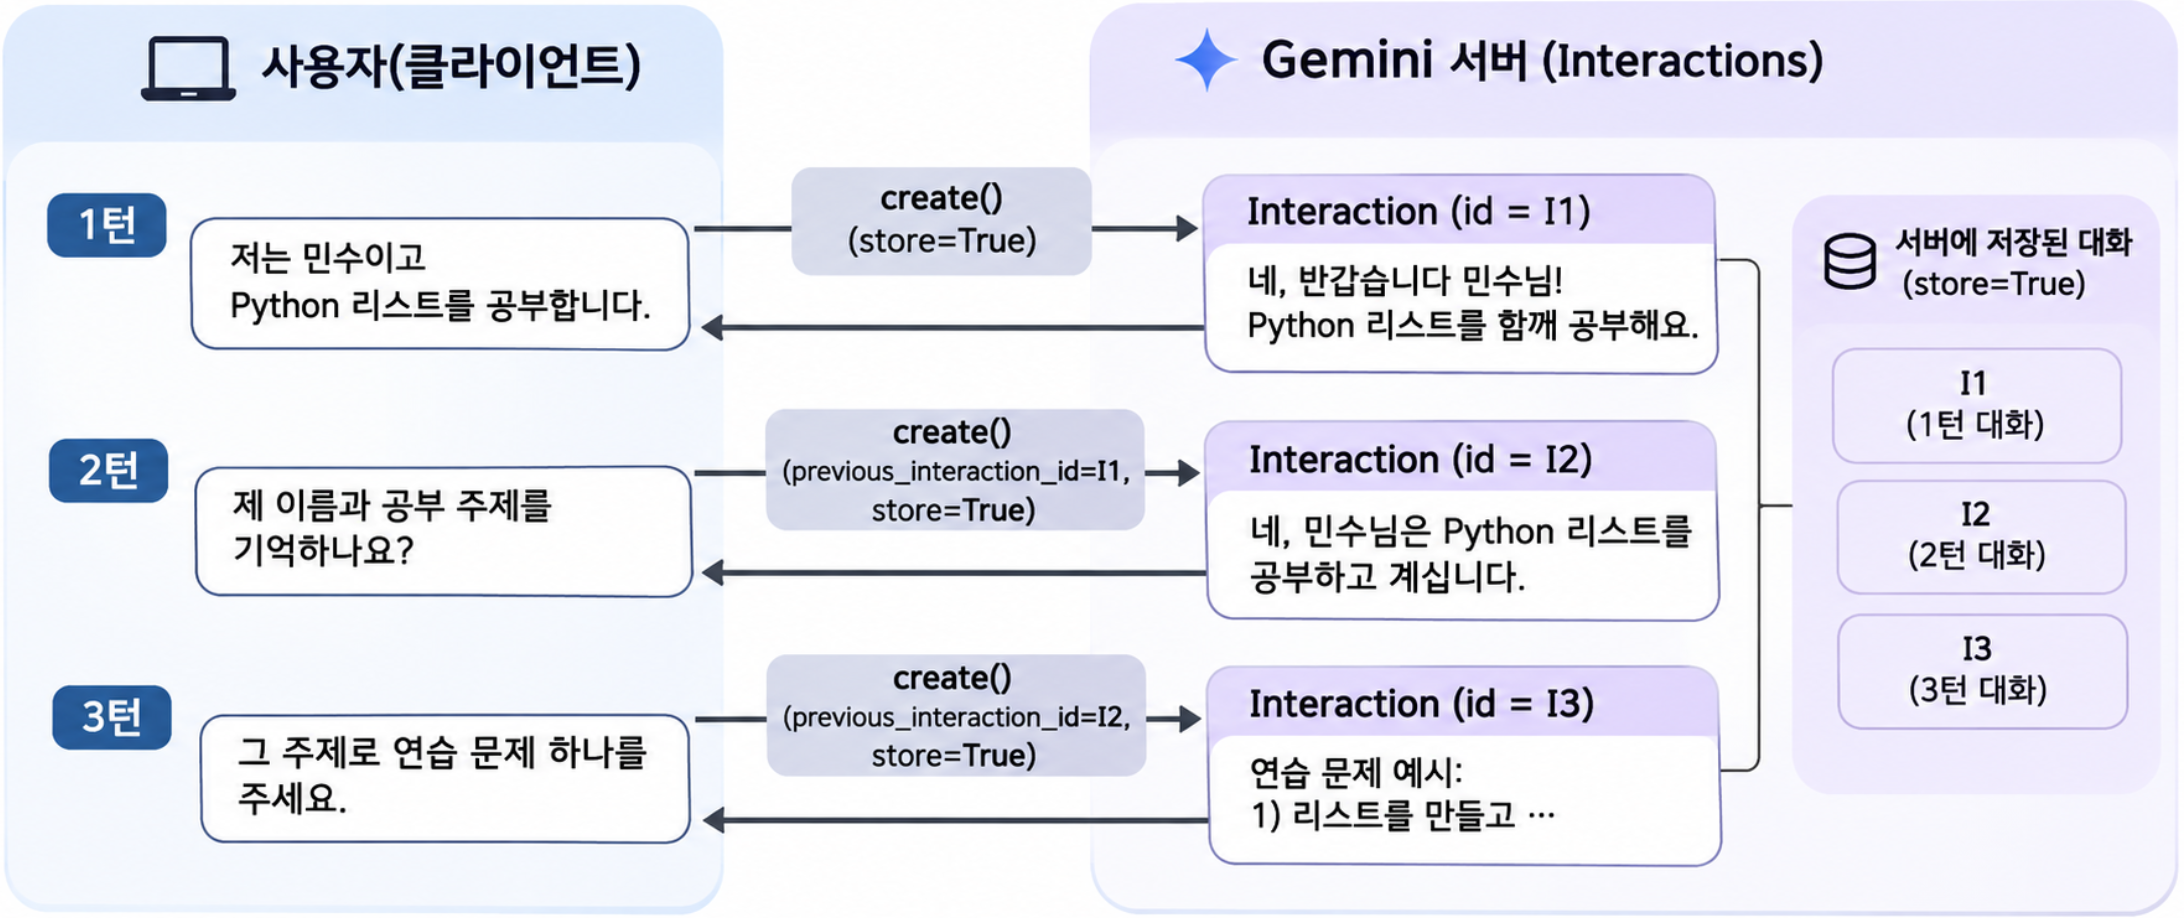 사용자(클라이언트)
Gemini 서버 (Interactions)
1턴
저는 민수이고
Python 리스트를 공부합니다.
create()
(store=True)
Interaction (id = I1)
네, 반갑습니다 민수님!
Python 리스트를 함깨 공부해요.
2턴
제 이름과 공부 주제를
기억하나요?
create()
(previous_interaction_id=I1,
store=True)
Interaction (id = I2)
네, 민수님은 Python 리스트를
공부하고 계십니다.
3턴
그 주제로 연습 문제 하나를
주세요.
create()
(previous_interaction_id=I2,
store=True)
Interaction (id = I3)
연습 문제 예시:
1) 리스트를 만들고 ···
서버에 저장된 대화
(store=True)
I1
(1턴 대화)
I2
(2턴 대화)
I3
(3턴 대화)